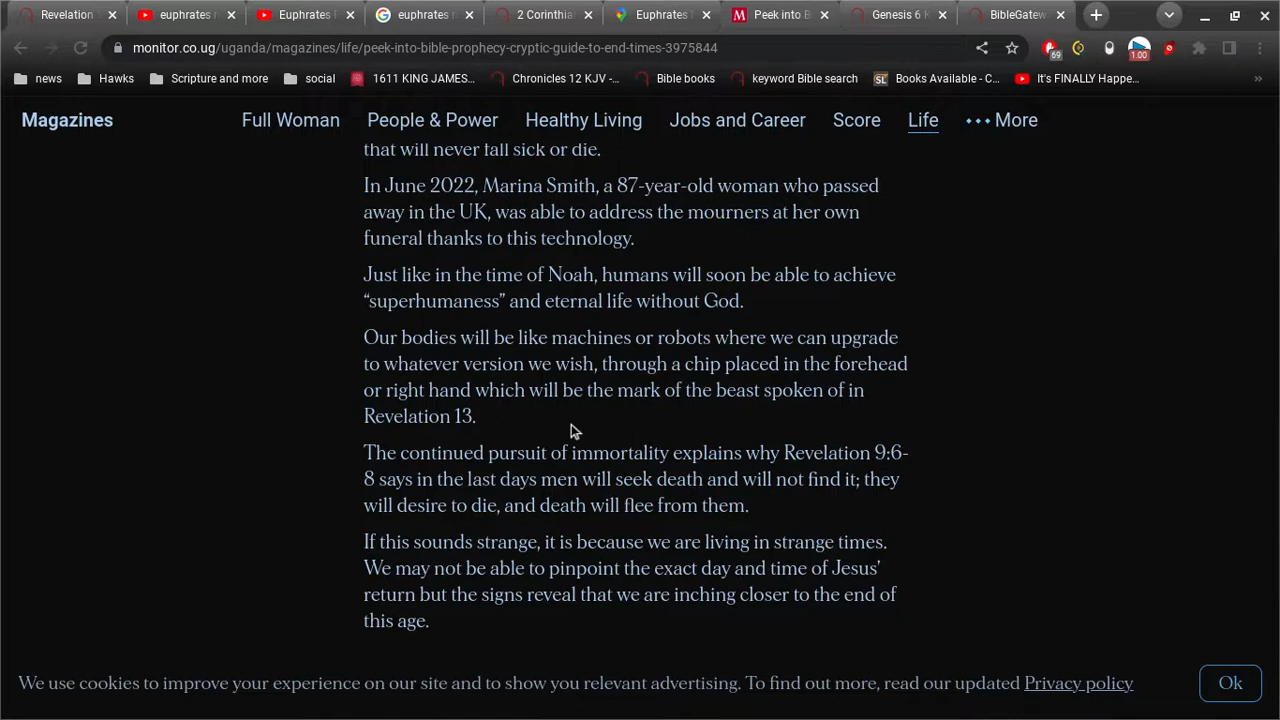 Revelation
euphrates r
Euphrates F
euphrates r
2 Corinthia
Euphrates
Peek into B
Genesis 6 K
BibleGatew
monitor.co.ug/uganda/magazines/life/peek-into-bible-prophecy-cryptic-guide-to-end-times-3975844
69
1.00
news
Hawks
Scripture and more
social
1611 KING JAMES...
Chronicles 12 KJV -...
Bible books
keyword Bible search
SL
Books Available - C...
It's FINALLY Happe...
»
Magazines
Full Woman
People & Power
Healthy Living
Jobs and Career
Score
Life
••• More
that will never fall sick or die.
In June 2022, Marina Smith, a 87-year-old woman who passed
away in the UK, was able to address the mourners at her own
funeral thanks to this technology.
Just like in the time of Noah, humans will soon be able to achieve
“superhumaness” and eternal life without God.
Our bodies will be like machines or robots where we can upgrade
to whatever version we wish, through a chip placed in the forehead
or right hand which will be the mark of the beast spoken of in
Revelation 13.
The continued pursuit of immortality explains why Revelation 9:6-
8 says in the last days men will seek death and will not find it; they
will desire to die, and death will flee from them.
If this sounds strange, it is because we are living in strange times.
We may not be able to pinpoint the exact day and time of Jesus’
return but the signs reveal that we are inching closer to the end of
this age.
We use cookies to improve your experience on our site and to show you relevant advertising. To find out more, read our updated Privacy policy
Ok